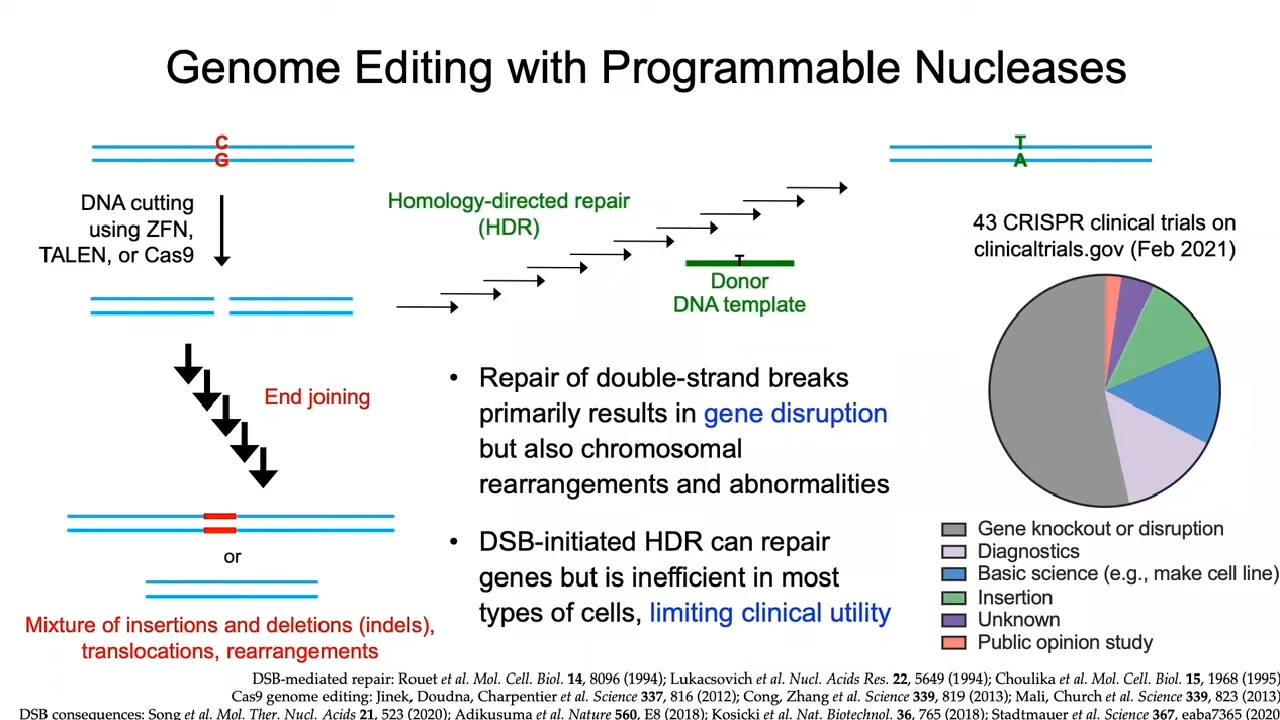 Genome Editing with Programmable Nucleases
C
G
DNA cutting
using ZFN,
TALEN, or Cas9
Homology-directed repair
(HDR)
T
Donor
DNA template
T
A
43 CRISPR clinical trials on
clinicaltrials.gov (Feb 2021)
End joining
or
Mixture of insertions and deletions (indels),
translocations, rearrangements
• Repair of double-strand breaks
primarily results in gene disruption
but also chromosomal
rearrangements and abnormalities
• DSB-initiated HDR can repair
genes but is inefficient in most
types of cells, limiting clinical utility
Gene knockout or disruption
Diagnostics
Basic science (e.g., make cell line)
Insertion
Unknown
Public opinion study
DSB-mediated repair: Rouet et al. Mol. Cell. Biol. 14, 8096 (1994); Lukacsovich et al. Nucl. Acids Res. 22, 5649 (1994); Choulika et al. Mol. Cell. Biol. 15, 1968 (1995)
Cas9 genome editing: Jinek, Doudna, Charpentier et al. Science 337, 816 (2012); Cong, Zhang et al. Science 339, 819 (2013); Mali, Church et al. Science 339, 823 (2013)
DSB consequences: Song et al. Mol. Ther. Nucl. Acids 21, 523 (2020); Adikusuma et al. Nature 560, E8 (2018); Kosicki et al. Nat. Biotechnol. 36, 765 (2018); Stadtmauer et al. Science 367, eaba7365 (2020